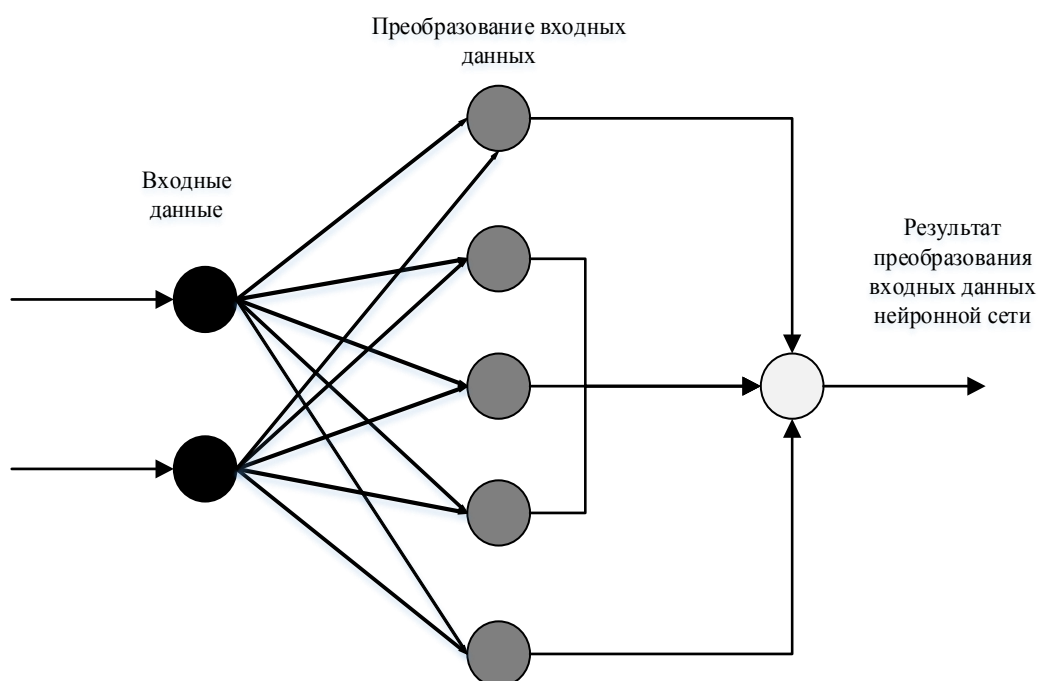 Преобразование входных
данных
Входные
данные
Результат
преобразования
входных данных
нейронной сети